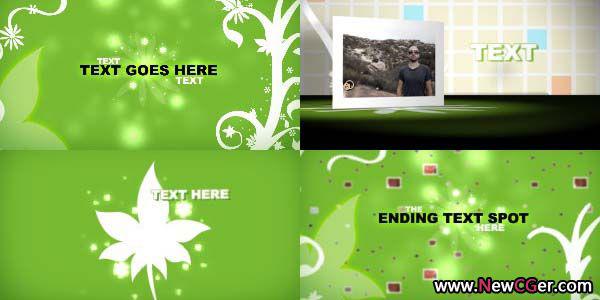 TEXT
TEXT GOES HERE
TEXT
TEXT
TEXT HERE
THE
ENDING TEXT SPOT
HERE
www.NewCGer.com